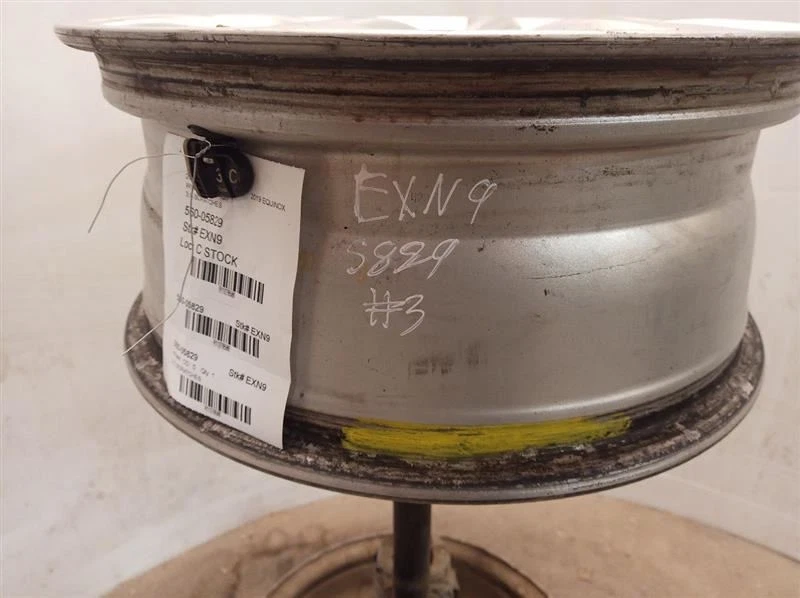 3 C
2019 EQUINOX
560-05829
Stk# EXN9
Loc: C STOCK
560-05829
Stk# EXN9
560-05829
Stk# EXN9
EXN9
5829
#3